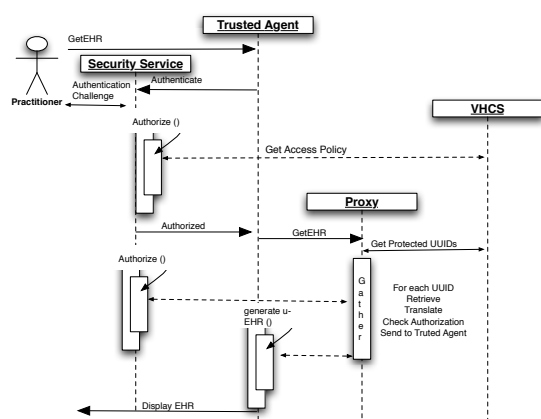 Trusted Agent
GetEHR
Security Service
Authenticate
Practitioner
Authentication
Challenge
VHCS
Authorize ()
Get Access Policy
Proxy
Authorized
GetEHR
Get Protected UUIDs
Authorize ()
Gather
For each UUID
Retrieve
Translate
Check Authorization
Send to Truted Agent
generate u-
EHR ()
Display EHR